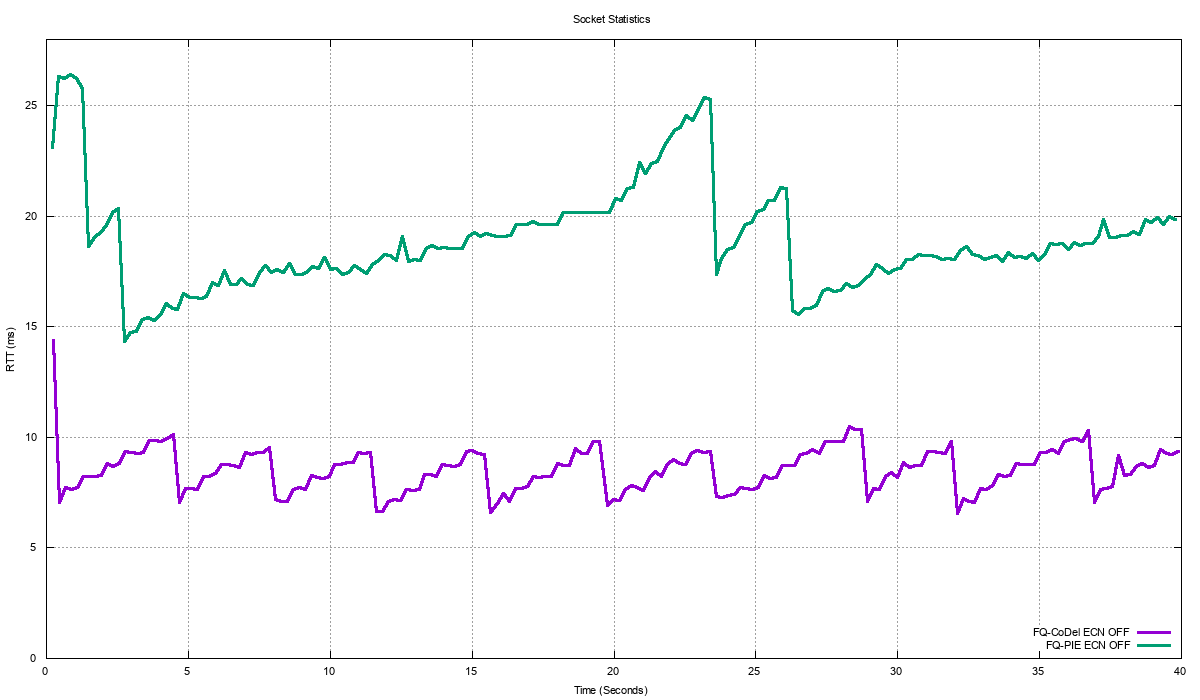 Socket Statistics
25
20
15
10
5
0
RTT (ms)
0 5 10 15 20 25 30 35 40
Time (Seconds)
FQ-CoDel ECN OFF
FQ-PIE ECN OFF